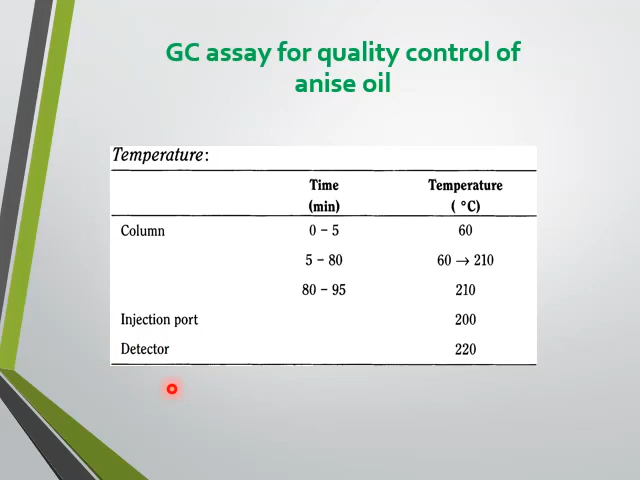 GC assay for quality control of
anise oil
Temperature:
Time Temperature
(min) ( °C)
Column 0 – 5 60
5 – 80 60 → 210
80 – 95 210
Injection port 200
Detector 220